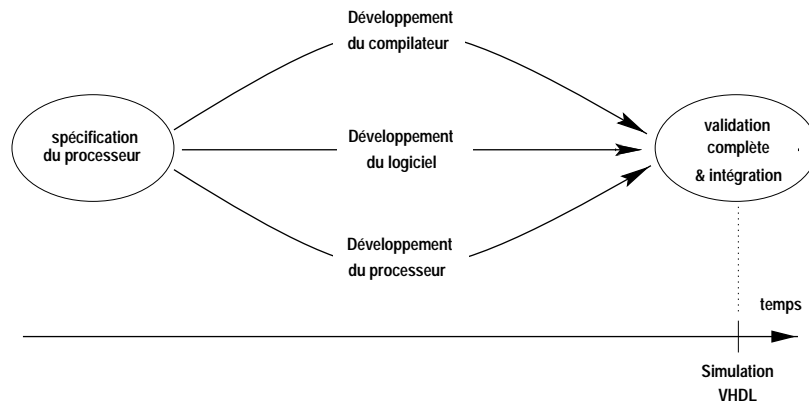 Développement
du compilateur
spécification
du processeur
Développement
du logiciel
validation
complète
& intégration
Développement
du processeur
temps
Simulation
VHDL